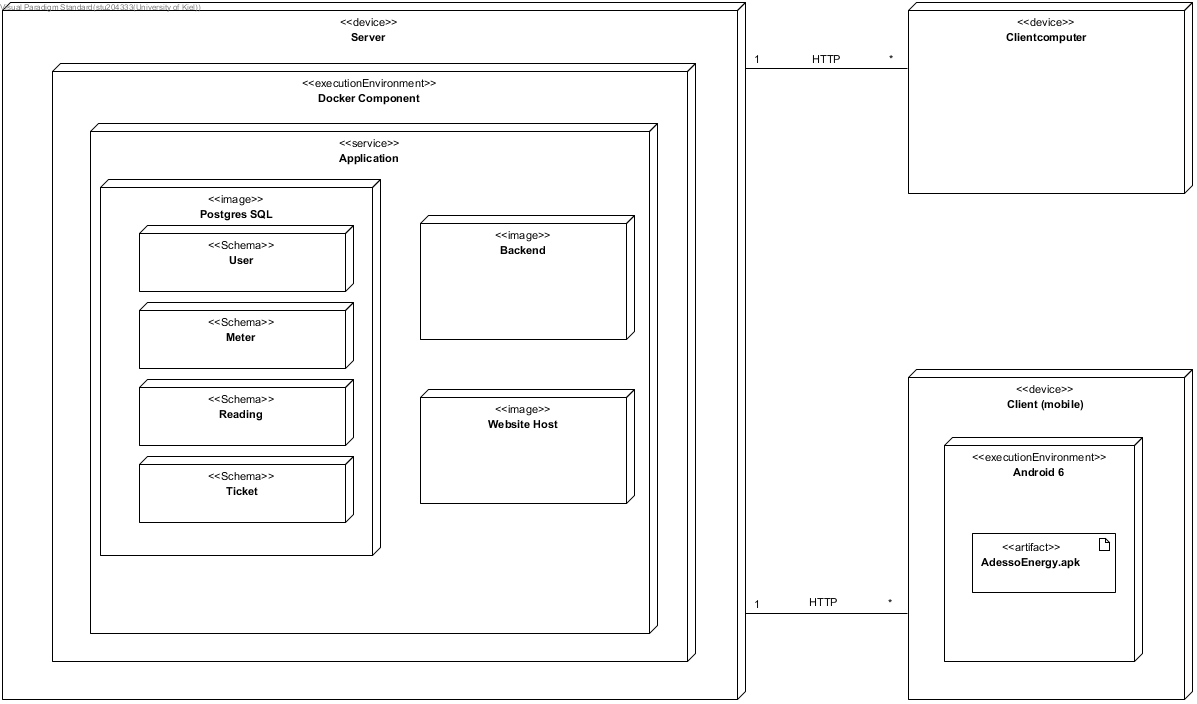 Visual Paradigm Standard(stu204333(University of Kiel))
<<device>>
Server
<<executionEnvironment>>
Docker Component
<<service>>
Application
<<image>>
Postgres SQL
<<Schema>>
User
<<Schema>>
Meter
<<Schema>>
Reading
<<Schema>>
Ticket
<<image>>
Backend
<<image>>
Website Host
1 HTTP *
<<device>>
Clientcomputer
1 HTTP *
<<device>>
Client (mobile)
<<executionEnvironment>>
Android 6
<<artifact>>
AdessoEnergy.apk